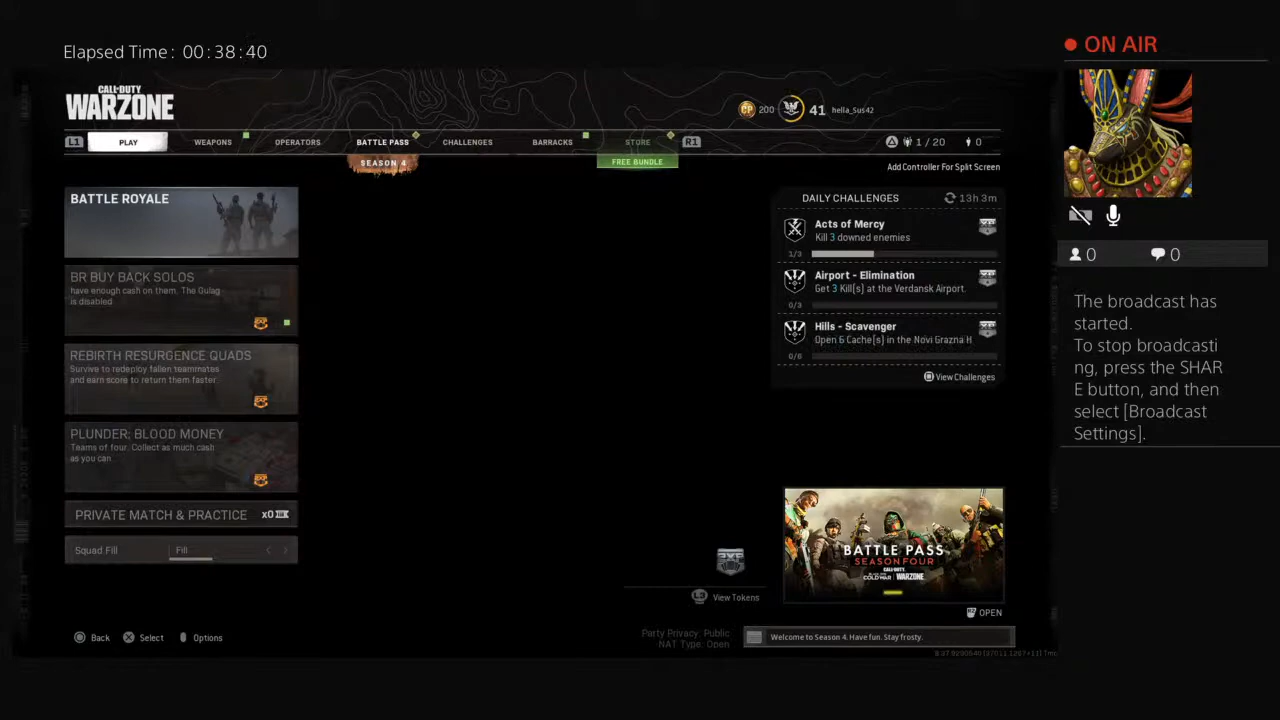 Elapsed Time: 00:38:40
ON AIR
CALL OF DUTY
WARZONE
200
41 hella_sus42
L1 PLAY WEAPONS OPERATORS BATTLE PASS CHALLENGES BARRACKS STORE R1
1 / 20 0
SEASON 4
FREE BUNDLE
Add Controller For Split Screen
BATTLE ROYALE
BR BUY BACK SOLOS
have enough cash on them. The Gulag
is disabled
REBIRTH RESURGENCE QUADS
Survive to redeploy fallen teammates
and earn score to return them faster.
PLUNDER: BLOOD MONEY
Teams of four. Collect as much cash
as you can.
PRIVATE MATCH & PRACTICE x0
Squad Fill Fill
DAILY CHALLENGES 13h 3m
Acts of Mercy
Kill 3 downed enemies
1/3
Airport - Elimination
Get 3 Kill(s) at the Verdansk Airport.
0/3
Hills - Scavenger
Open 6 Cache(s) in the Novi Grazna H
0/6
View Challenges
0 0
The broadcast has
started.
To stop broadcasti
ng, press the SHAR
E button, and then
select [Broadcast
Settings].
2XP
View Tokens
BATTLE PASS
SEASON FOUR
CALL OF DUTY
COLD WAR WARZONE
OPEN
Back Select Options
Party Privacy: Public
NAT Type: Open
Welcome to Season 4. Have fun. Stay frosty.